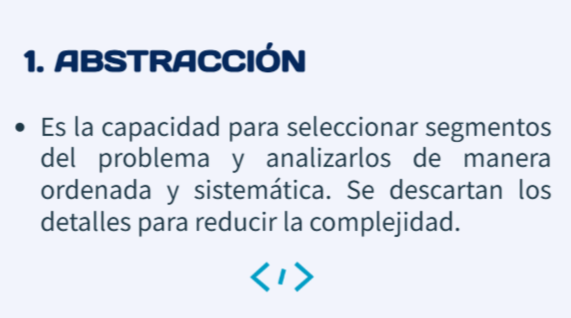 1. ABSTRACCIÓN
• Es la capacidad para seleccionar segmentos
del problema y analizarlos de manera
ordenada y sistemática. Se descartan los
detalles para reducir la complejidad.